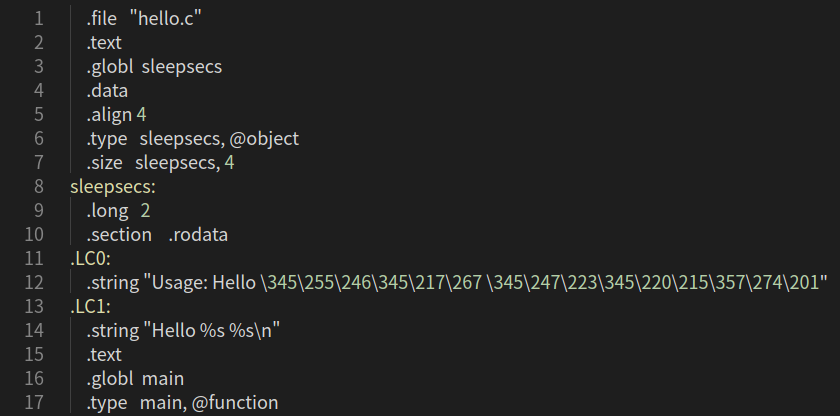 1 .file "hello.c"
2 .text
3 .globl sleepsecs
4 .data
5 .align 4
6 .type sleepsecs, @object
7 .size sleepsecs, 4
8 sleepsecs:
9 .long 2
10 .section .rodata
11 .LC0:
12 .string "Usage: Hello \345\255\246\345\217\267 \345\247\223\345\220\215\357\274\201"
13 .LC1:
14 .string "Hello %s %s\n"
15 .text
16 .globl main
17 .type main, @function